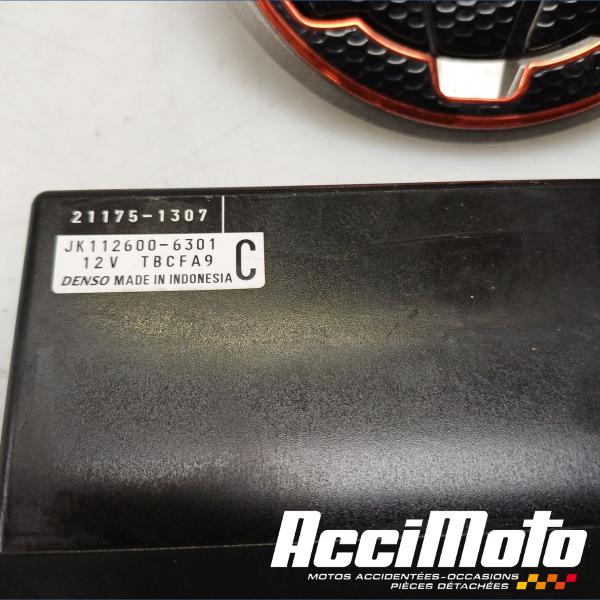 21175-1307
JK112600-6301
12V TBCFA9
C
DENSO MADE IN INDONESIA
AcciMoto
MOTOS ACCIDENTÉES-OCCASIONS
PIÈCES DÉTACHÉES